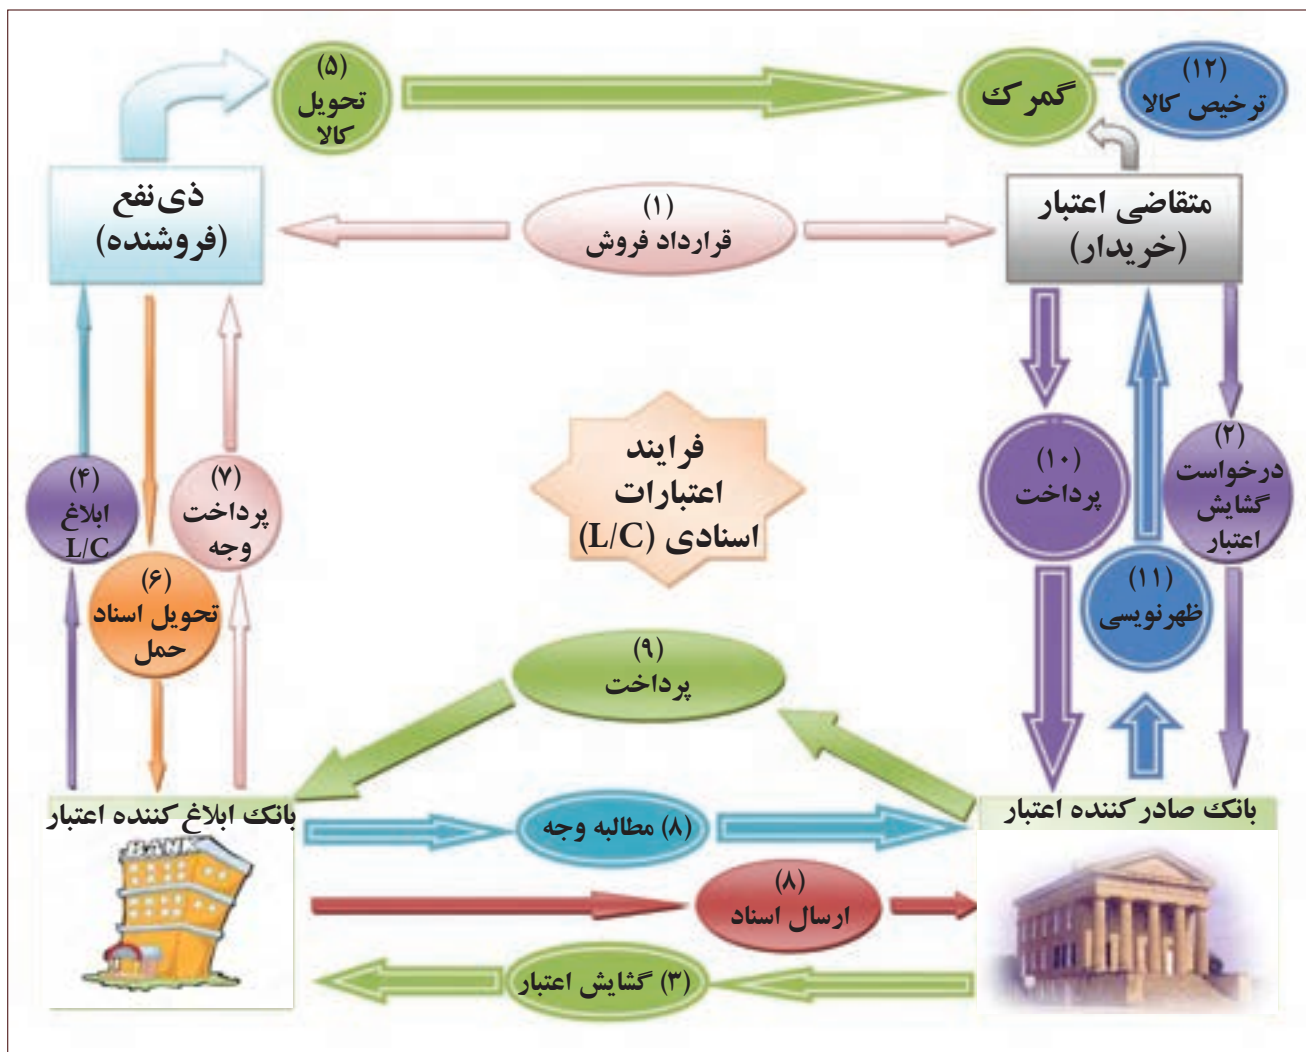 (۱۲)
ترخیص کالا
گمرک
(۵)
تحویل
کالا
متقاضی اعتبار
(خریدار)
(۱)
قرارداد فروش
ذی‌نفع
(فروشنده)
(۲)
درخواست
گشایش
اعتبار
(۱۰)
پرداخت
(۱۱)
ظهرنویسی
فرایند
اعتبارات
اسنادی (L/C)
(۷)
پرداخت
وجه
(۴)
ابلاغ
L/C
(۶)
تحویل اسناد
حمل
(۹)
پرداخت
بانک صادر کننده اعتبار
بانک ابلاغ کننده اعتبار
(۸) مطالبه وجه
(۸)
ارسال اسناد
(۳) گشایش اعتبار
BANK